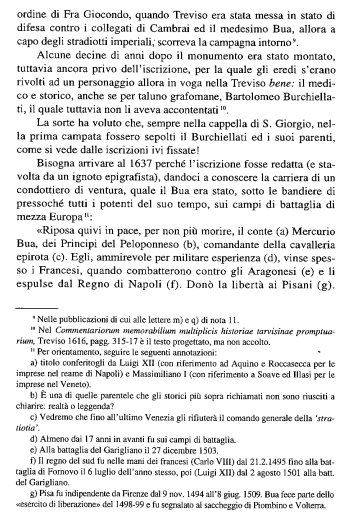 ordine di Fra Giocondo, quando Treviso era stata messa in stato di
difesa contro i collegati di Cambrai ed il medesimo Bua, allora a
capo degli stradiotti imperiali, scorreva la campagna intorno⁹.
Alcune decine di anni dopo il monumento era stato montato,
tuttavia ancora privo dell'iscrizione, per la quale gli eredi s'erano
rivolti ad un personaggio allora in voga nella Treviso bene: il medi-
co e storico, anche se per taluno grafomane, Bartolomeo Burchiella-
ti, il quale tuttavia non li aveva accontentati¹⁰.
La sorte ha voluto che, sempre nella cappella di S. Giorgio, nel-
la prima campata fossero sepolti il Burchiellati ed i suoi parenti,
come si vede dalle iscrizioni ivi fissate!
Bisogna arrivare al 1637 perché l'iscrizione fosse redatta (e sta-
volta da un ignoto epigrafista), dandoci a conoscere la carriera di un
condottiero di ventura, quale il Bua era stato, sotto le bandiere di
pressoché tutti i potenti del suo tempo, sui campi di battaglia di
mezza Europa¹¹:
«Riposa quivi in pace, per non più morire, il conte (a) Mercurio
Bua, dei Principi del Peloponneso (b), comandante della cavalleria
epirota (c). Egli, ammirevole per militare esperienza (d), vinse spes-
so i Francesi, quando combatterono contro gli Aragonesi (e) e li
espulse dal Regno di Napoli (f). Donò la libertà ai Pisani (g).
⁹ Nelle pubblicazioni di cui alle lettere m) e q) di nota 11.
¹⁰ Nel Commentariorum memorabilium multiplicis historiae tarvisinae promptua-
rium, Treviso 1616, pagg. 315-17 è il testo progettato, ma non accolto.
¹¹ Per orientamento, seguire le seguenti annotazioni:
a) titolo conferitogli da Luigi XII (con riferimento ad Aquino e Roccasecca per le
imprese nel reame di Napoli) e Massimiliano I (con riferimento a Soave ed Illasi per le
imprese nel Veneto).
b) È una di quelle parentele che gli storici più sopra richiamati non sono riusciti a
chiarire: realtà o leggenda?
c) Vedremo che fino all'ultimo Venezia gli rifiuterà il comando generale della 'stra-
tiotia'.
d) Almeno dai 17 anni in avanti fu sui campi di battaglia.
e) Alla battaglia del Garigliano il 27 dicembre 1503.
f) Il regno del sud fu nelle mani dei francesi (Carlo VIII) dal 21.2.1495 fino alla bat-
taglia di Fornovo il 6 luglio dell'anno stesso, poi (Luigi XII) dal 2 agosto 1501 alla batt.
del Garigliano.
g) Pisa fu indipendente da Firenze dal 9 nov. 1494 all'8 giug. 1509. Bua fece parte dello
«esercito di liberazione» del 1498-99 e fu segnalato al saccheggio di Piombino e Volterra.